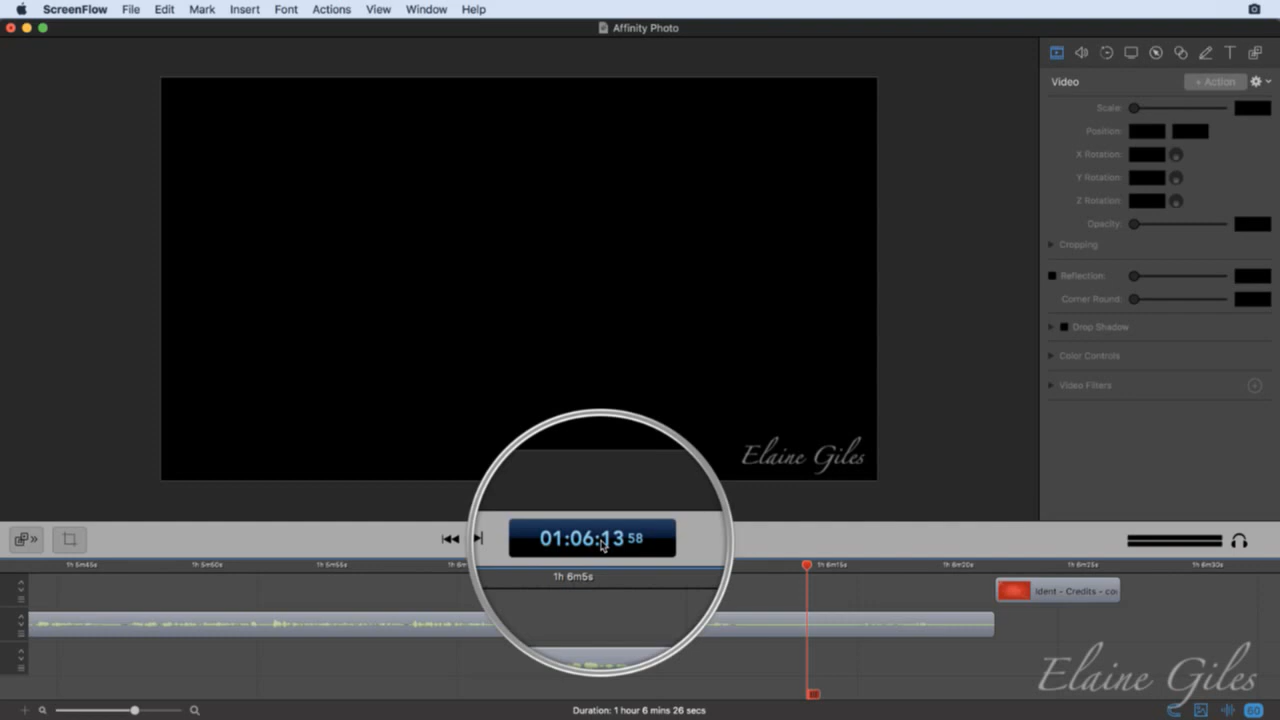 ScreenFlow File Edit Mark Insert Font Actions View Window Help
Affinity Photo
Video + Action
Scale:
Position:
X Rotation:
Y Rotation:
Z Rotation:
Opacity:
Cropping
Reflection:
Corner Round:
Drop Shadow
Color Controls
Video Filters
Elaine Giles
01:06:13 58
1h 5m45s 1h 5m50s 1h 5m55s 1h 6m5s 1h 6m15s 1h 6m20s 1h 6m25s 1h 6m30s
Ident - Credits - co
Elaine Giles
Duration: 1 hour 6 mins 26 secs
60